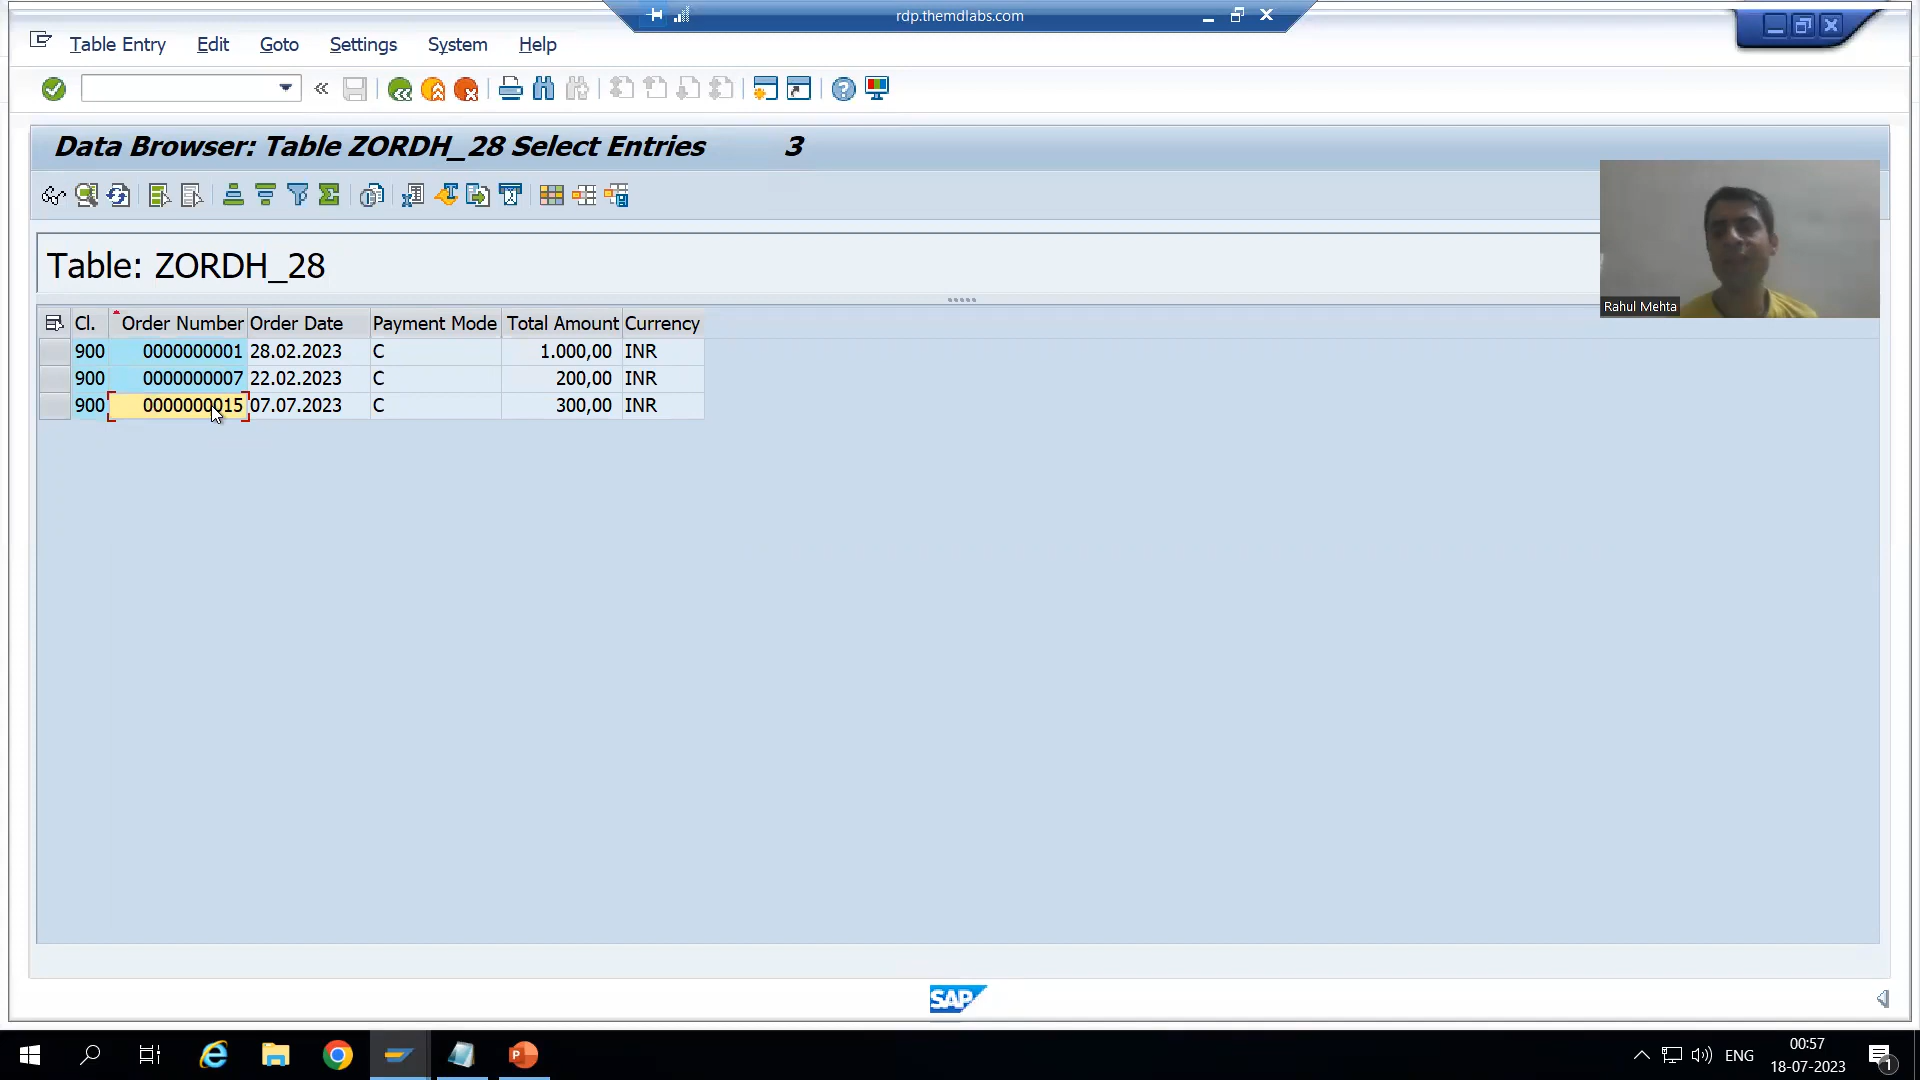 rdp.themdlabs.com
Table Entry Edit Goto Settings System Help
Data Browser: Table ZORDH_28 Select Entries 3
Table: ZORDH_28
Cl. Order Number Order Date Payment Mode Total Amount Currency
900 0000000001 28.02.2023 C 1.000,00 INR
900 0000000007 22.02.2023 C 200,00 INR
900 0000000015 07.07.2023 C 300,00 INR
Rahul Mehta
SAP
ENG
00:57
18-07-2023
1